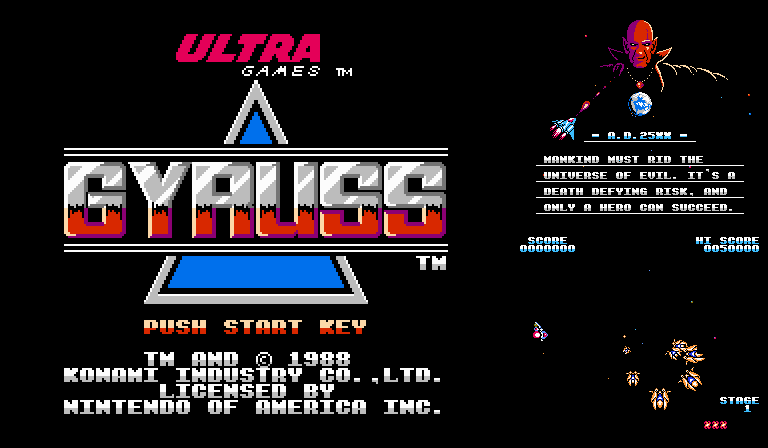 ULTRA
GAMES TM
GYRUSS
TM
PUSH START KEY
TM AND © 1988
KONAMI INDUSTRY CO.,LTD.
LICENSED BY
NINTENDO OF AMERICA INC.
- A.D.25XX -
MANKIND MUST RID THE
UNIVERSE OF EVIL. IT'S A
DEATH DEFYING RISK, AND
ONLY A HERO CAN SUCCEED.
SCORE HI SCORE
0000000 0050000
STAGE
1